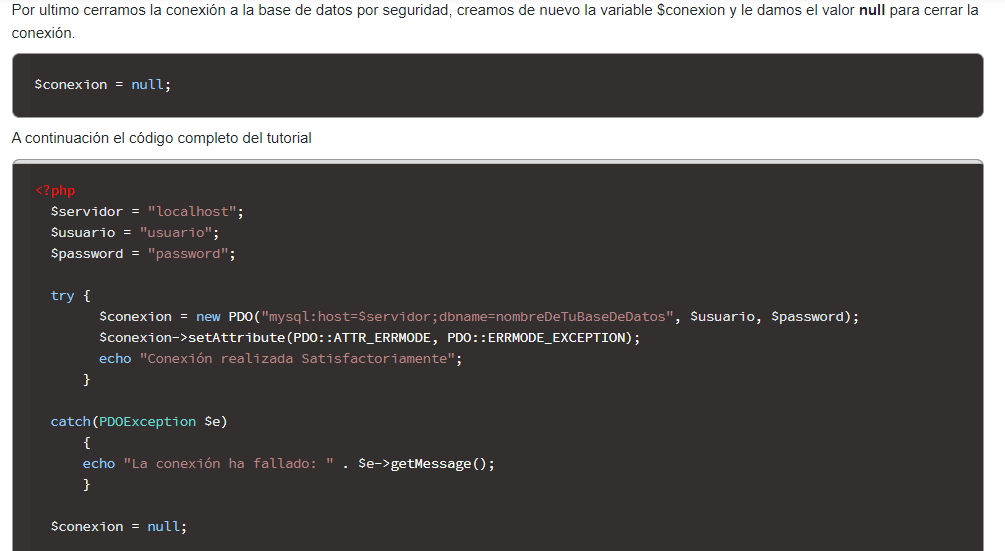 Por ultimo cerramos la conexión a la base de datos por seguridad, creamos de nuevo la variable $conexion y le damos el valor null para cerrar la
conexión.
$conexion = null;
A continuación el código completo del tutorial
<?php
$servidor = "localhost";
$usuario = "usuario";
$password = "password";
try {
$conexion = new PDO("mysql:host=$servidor;dbname=nombreDeTuBaseDeDatos", $usuario, $password);
$conexion->setAttribute(PDO::ATTR_ERRMODE, PDO::ERRMODE_EXCEPTION);
echo "Conexión realizada Satisfactoriamente";
}
catch(PDOException $e)
{
echo "La conexión ha fallado: " . $e->getMessage();
}
$conexion = null;